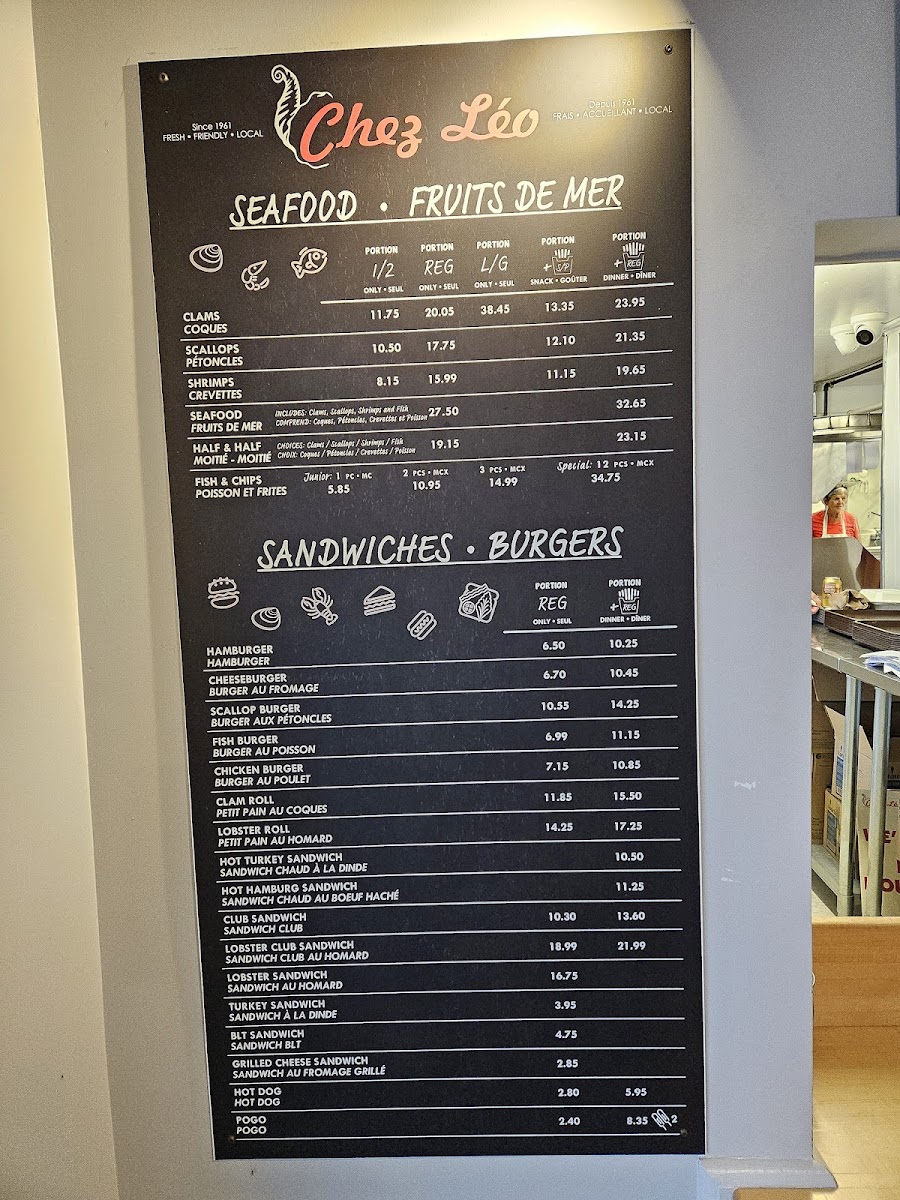 Since 1961
FRESH • FRIENDLY • LOCAL
Chez Léo
Depuis 1961
FRAIS • ACCUEILLANT • LOCAL
SEAFOOD • FRUITS DE MER
PORTION PORTION PORTION PORTION PORTION
1/2 REG L/G + S/P + REG
ONLY • SEUL ONLY • SEUL ONLY • SEUL SNACK • GOÛTER DINNER • DÎNER
CLAMS 11.75 20.05 38.45 13.35 23.95
COQUES
SCALLOPS 10.50 17.75 12.10 21.35
PÉTONCLES
SHRIMPS 8.15 15.99 11.15 19.65
CREVETTES
SEAFOOD INCLUDES: Clams, Scallops, Shrimps and Fish 27.50 32.65
FRUITS DE MER COMPREND: Coques, Pétoncles, Crevettes et Poisson
HALF & HALF CHOICES: Clams / Scallops / Shrimps / Fish 19.15 23.15
MOITIÉ - MOITIÉ CHOIX: Coques / Pétoncles / Crevettes / Poisson
FISH & CHIPS Junior: 1 PC • MC 2 PCS • MCX 3 PCS • MCX Special: 12 PCS • MCX
POISSON ET FRITES 5.85 10.95 14.99 34.75
SANDWICHES • BURGERS
PORTION PORTION
REG + REG
ONLY • SEUL DINNER • DÎNER
HAMBURGER 6.50 10.25
HAMBURGER
CHEESEBURGER 6.70 10.45
BURGER AU FROMAGE
SCALLOP BURGER 10.55 14.25
BURGER AUX PÉTONCLES
FISH BURGER 6.99 11.15
BURGER AU POISSON
CHICKEN BURGER 7.15 10.85
BURGER AU POULET
CLAM ROLL 11.85 15.50
PETIT PAIN AU COQUES
LOBSTER ROLL 14.25 17.25
PETIT PAIN AU HOMARD
HOT TURKEY SANDWICH 10.50
SANDWICH CHAUD À LA DINDE
HOT HAMBURG SANDWICH 11.25
SANDWICH CHAUD AU BOEUF HACHÉ
CLUB SANDWICH 10.30 13.60
SANDWICH CLUB
LOBSTER CLUB SANDWICH 18.99 21.99
SANDWICH CLUB AU HOMARD
LOBSTER SANDWICH 16.75
SANDWICH AU HOMARD
TURKEY SANDWICH 3.95
SANDWICH À LA DINDE
BLT SANDWICH 4.75
SANDWICH BLT
GRILLED CHEESE SANDWICH 2.85
SANDWICH AU FROMAGE GRILLÉ
HOT DOG 2.80 5.95
HOT DOG
POGO 2.40 8.35 2
POGO